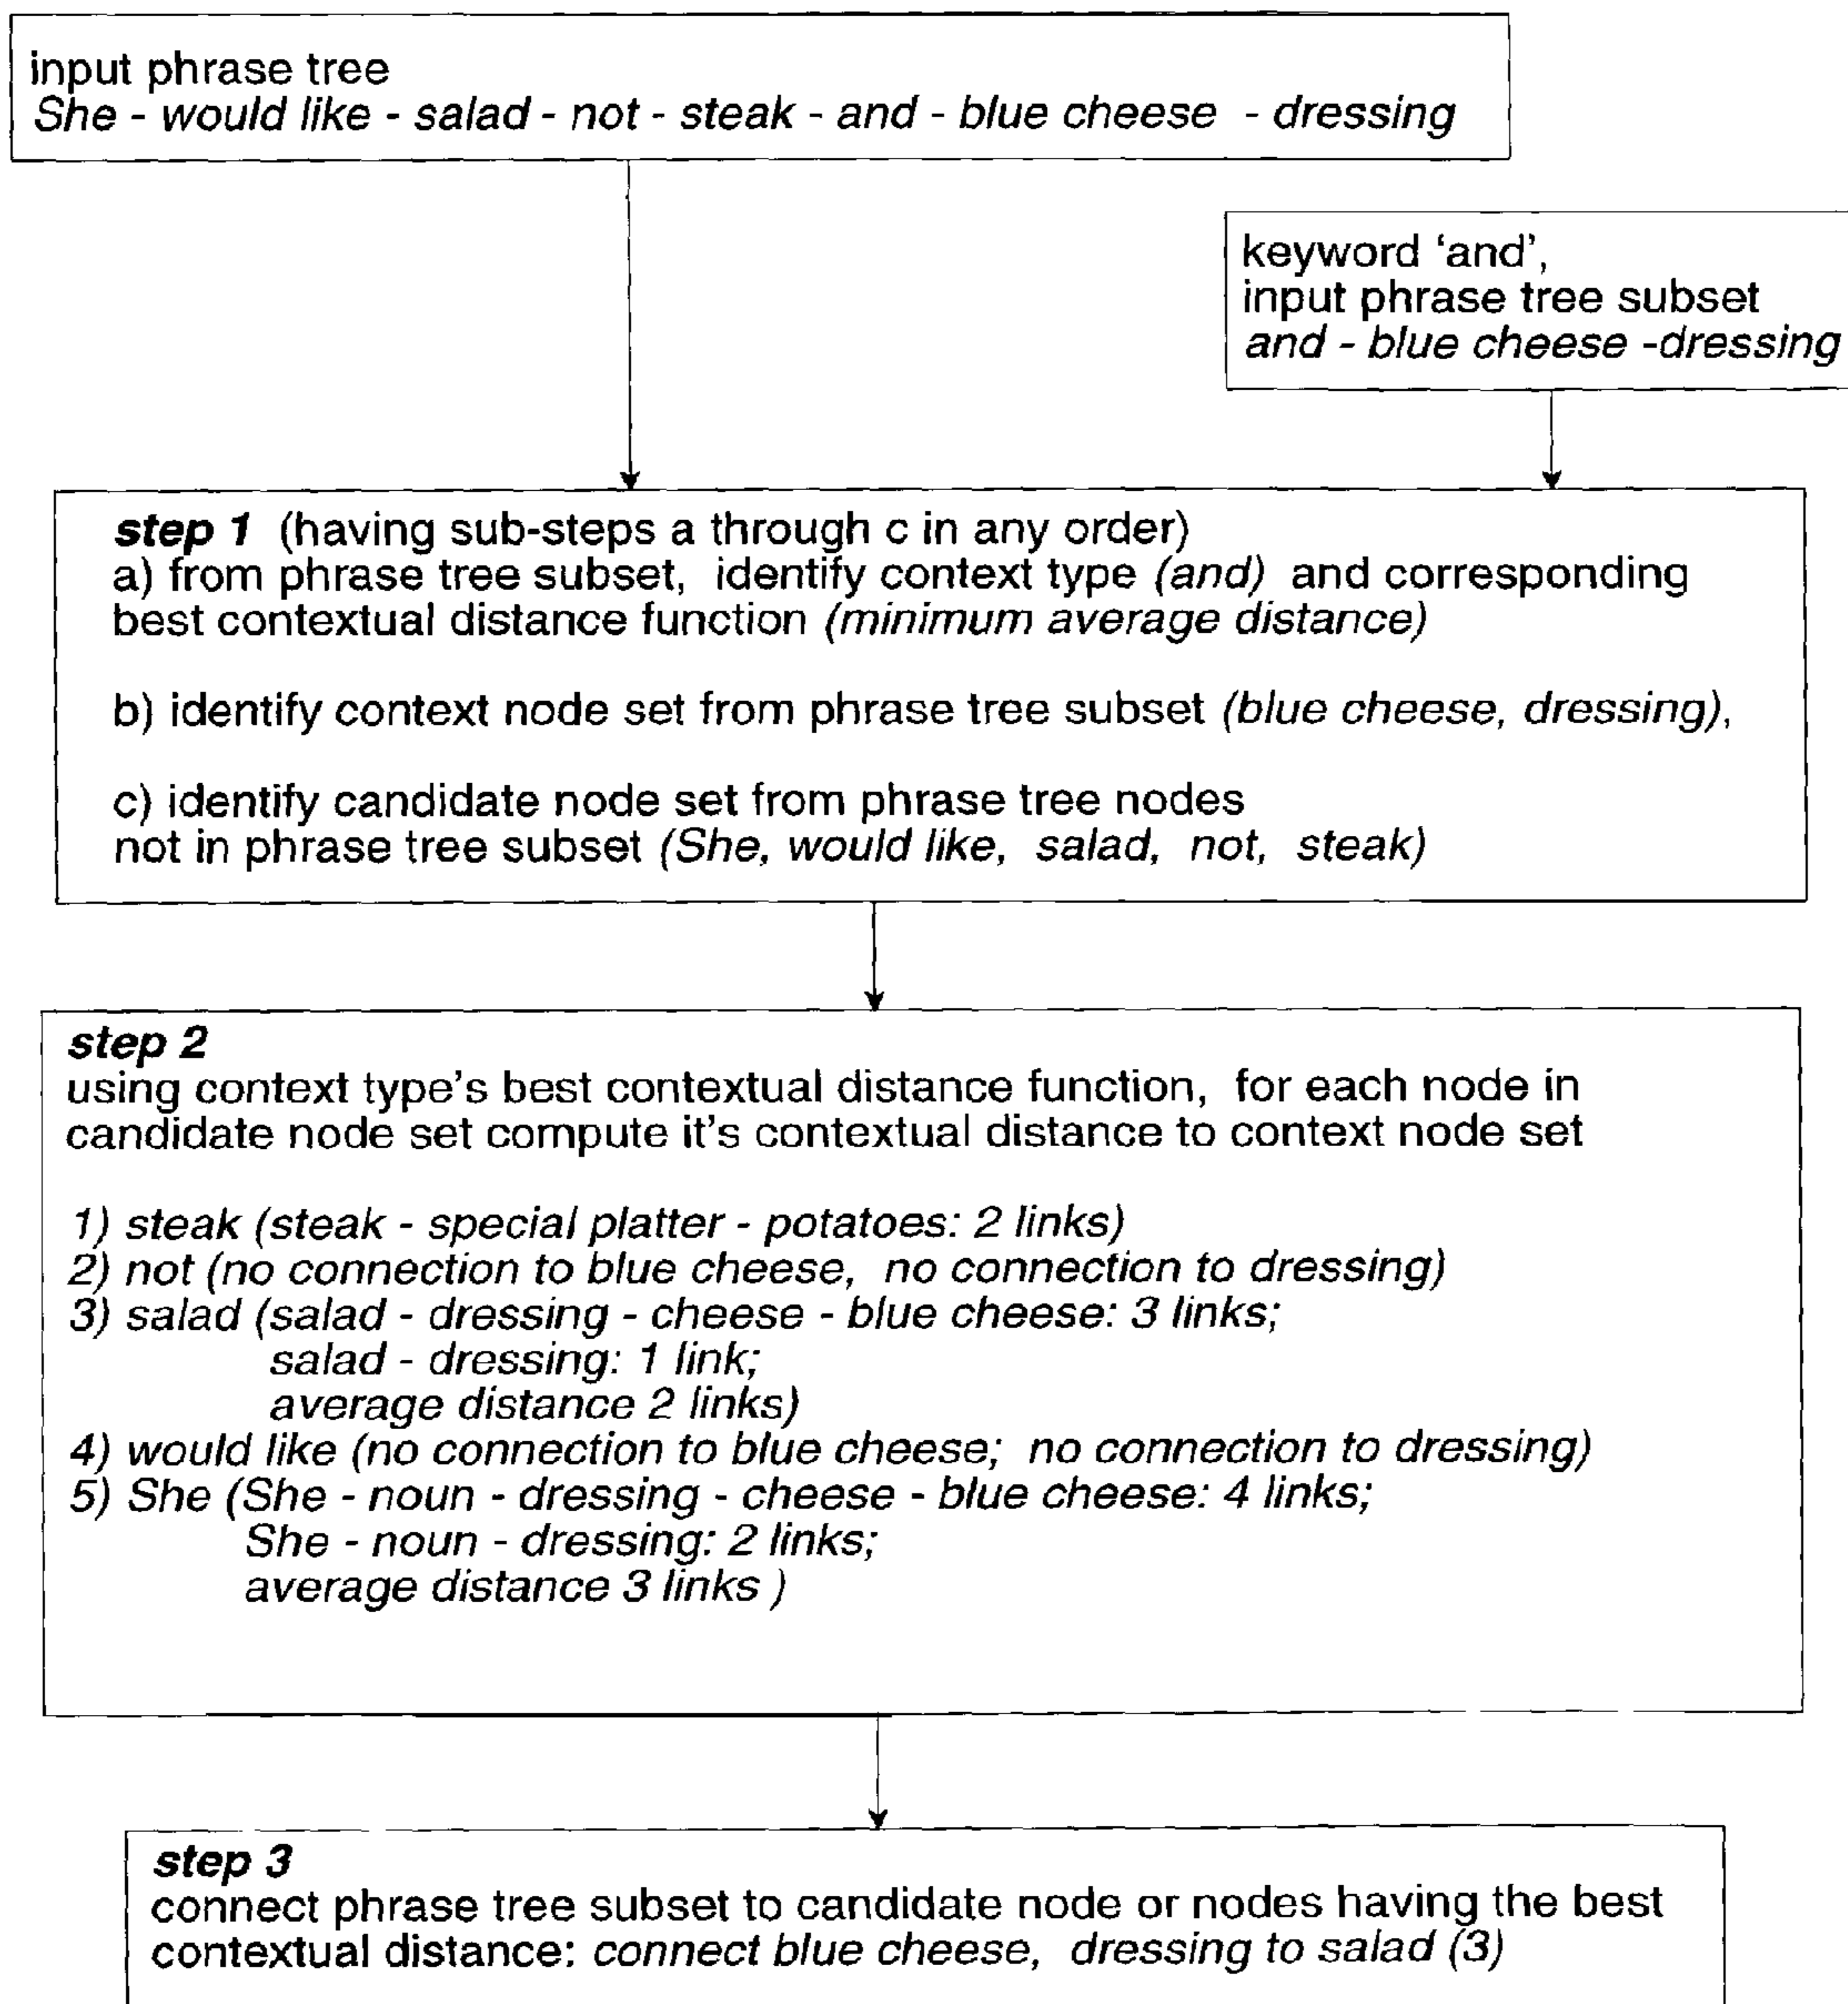 input phrase tree
She - would like - salad - not - steak - and - blue cheese - dressing
keyword ‘and’,
input phrase tree subset
and - blue cheese -dressing
step 1 (having sub-steps a through c in any order)
a) from phrase tree subset, identify context type (and) and corresponding
best contextual distance function (minimum average distance)
b) identify context node set from phrase tree subset (blue cheese, dressing),
c) identify candidate node set from phrase tree nodes
not in phrase tree subset (She, would like, salad, not, steak)
step 2
using context type's best contextual distance function, for each node in
candidate node set compute it's contextual distance to context node set
1) steak (steak - special platter - potatoes: 2 links)
2) not (no connection to blue cheese, no connection to dressing)
3) salad (salad - dressing - cheese - blue cheese: 3 links;
salad - dressing: 1 link;
average distance 2 links)
4) would like (no connection to blue cheese; no connection to dressing)
5) She (She - noun - dressing - cheese - blue cheese: 4 links;
She - noun - dressing: 2 links;
average distance 3 links )
step 3
connect phrase tree subset to candidate node or nodes having the best
contextual distance: connect blue cheese, dressing to salad (3)